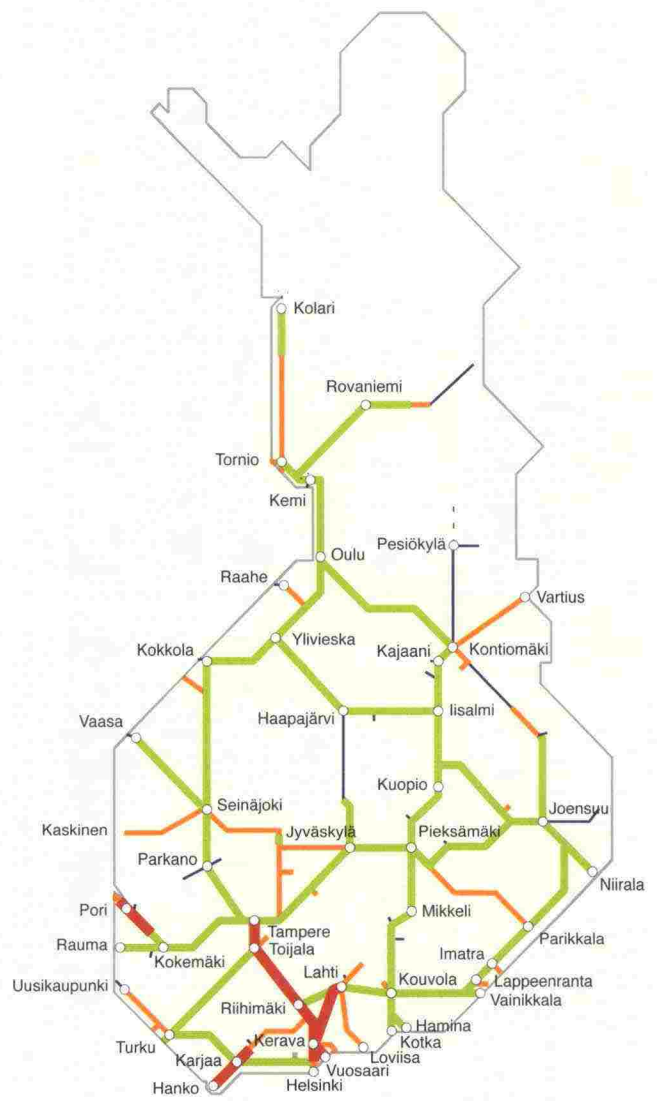 Kolari
Rovaniemi
Tornio
Kemi
Oulu
Pesiökylä
Raahe
Vartius
Ylivieska
Kokkola
Kajaani
Kontiomäki
Haapajärvi
Iisalmi
Vaasa
Kuopio
Seinäjoki
Joensuu
Kaskinen
Jyväskylä
Pieksämäki
Parkano
Niirala
Pori
Mikkeli
Tampere
Parikkala
Rauma
Toijala
Kokemäki
Imatra
Lahti
Kouvola
Lappeenranta
Uusikaupunki
Vainikkala
Riihimäki
Hamina
Turku
Kerava
Kotka
Karjaa
Loviisa
Vuosaari
Hanko
Helsinki